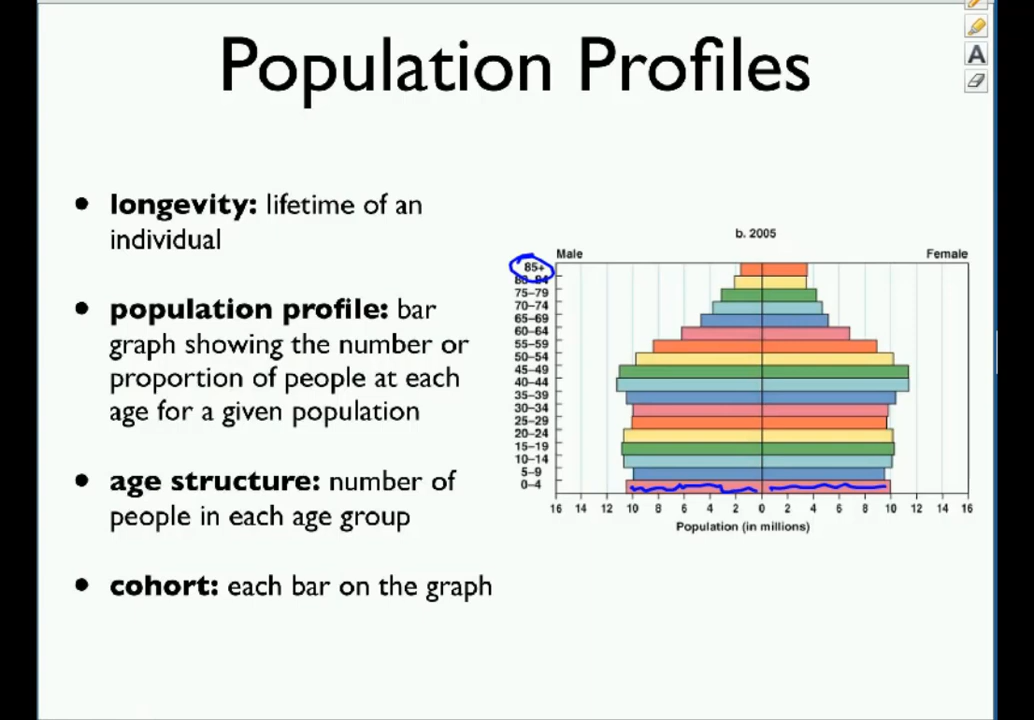 Population Profiles
• longevity: lifetime of an
individual
• population profile: bar
graph showing the number or
proportion of people at each
age for a given population
• age structure: number of
people in each age group
• cohort: each bar on the graph
b. 2005
Male Female
85+
80–84
75–79
70–74
65–69
60–64
55–59
50–54
45–49
40–44
35–39
30–34
25–29
20–24
15–19
10–14
5–9
0–4
16 14 12 10 8 6 4 2 0 2 4 6 8 10 12 14 16
Population (in millions)
A